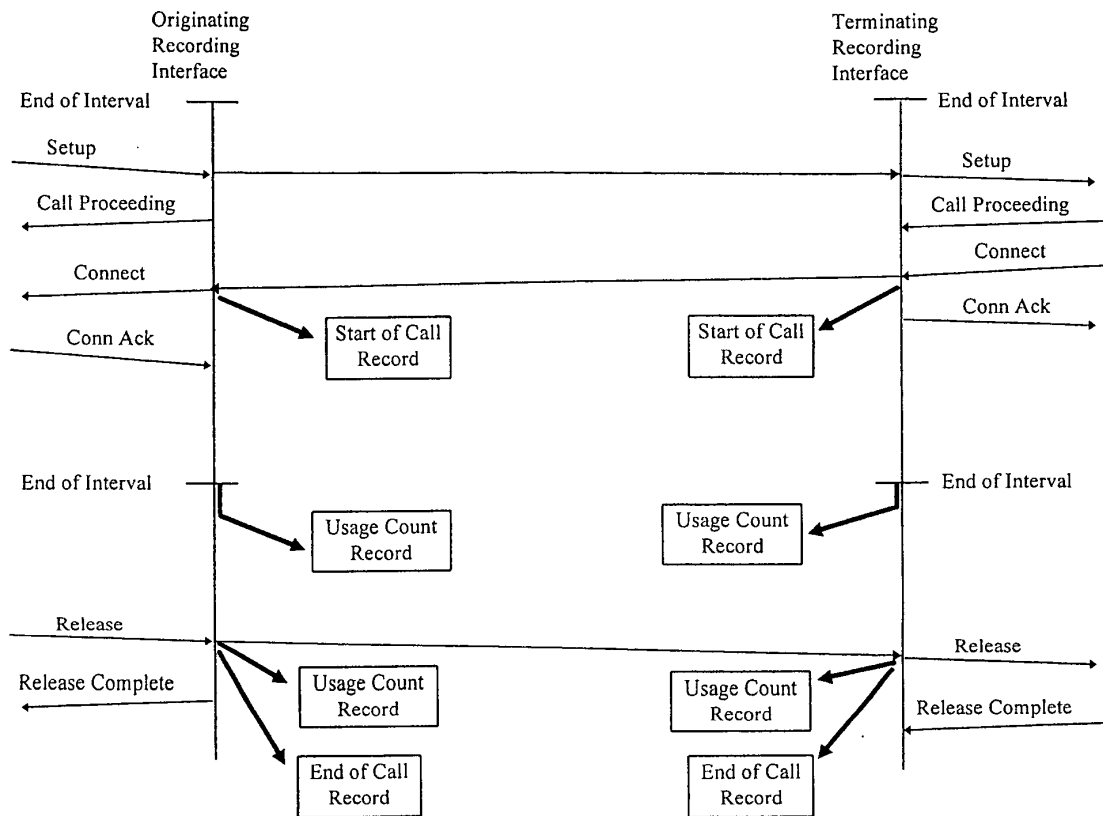 Originating
Recording
Interface
Terminating
Recording
Interface
End of Interval
End of Interval
Setup
Setup
Call Proceeding
Call Proceeding
Connect
Connect
Start of Call
Record
Start of Call
Record
Conn Ack
Conn Ack
End of Interval
End of Interval
Usage Count
Record
Usage Count
Record
Release
Release
Usage Count
Record
Usage Count
Record
Release Complete
Release Complete
End of Call
Record
End of Call
Record